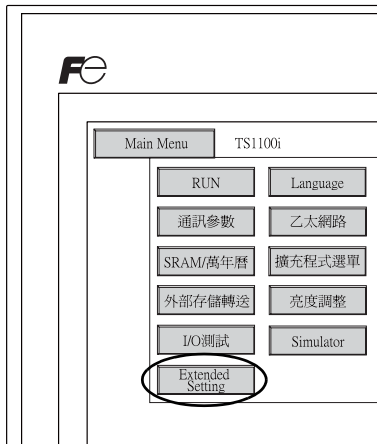 Fe
Main Menu TS1100i
RUN Language
通訊參數 乙太網路
SRAM/萬年曆 擴充程式選單
外部存儲轉送 亮度調整
I/O測試 Simulator
Extended
Setting